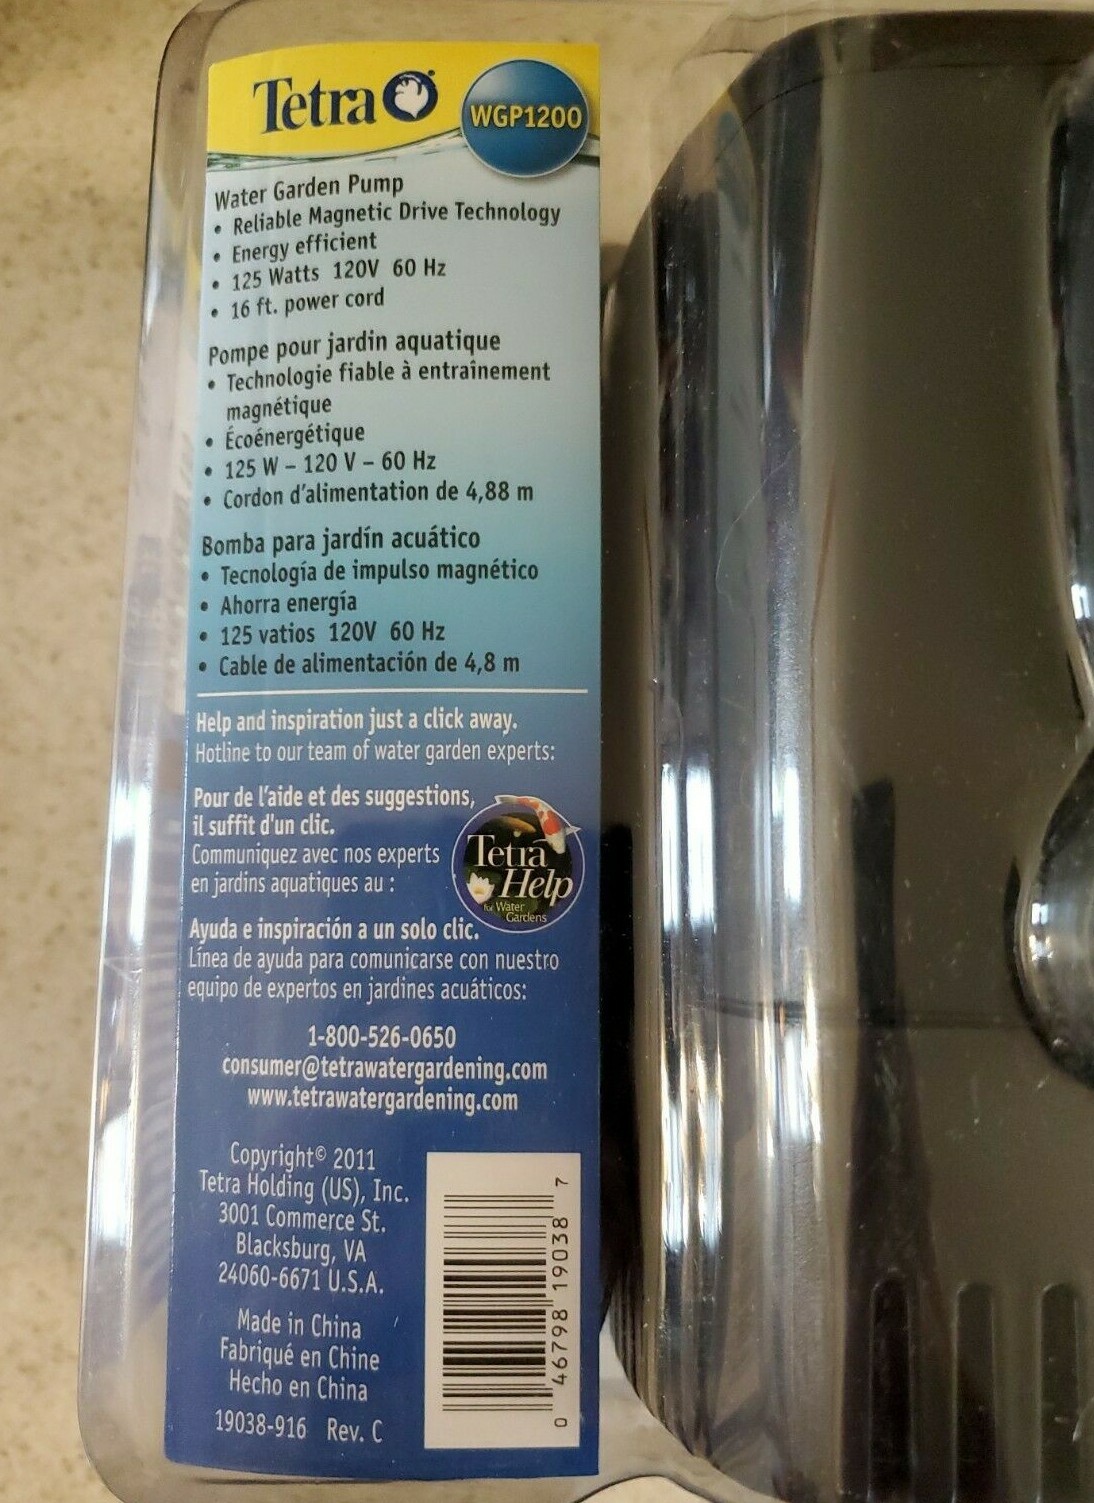 Tetra
WGP1200
Water Garden Pump
• Reliable Magnetic Drive Technology
• Energy efficient
• 125 Watts 120V 60 Hz
• 16 ft. power cord
Pompe pour jardin aquatique
• Technologie fiable à entraînement
magnétique
• Écoénergétique
• 125 W – 120 V – 60 Hz
• Cordon d'alimentation de 4,88 m
Bomba para jardín acuático
• Tecnología de impulso magnético
• Ahorra energía
• 125 vatios 120V 60 Hz
• Cable de alimentación de 4,8 m
Help and inspiration just a click away.
Hotline to our team of water garden experts:
Pour de l'aide et des suggestions,
il suffit d'un clic.
Communiquez avec nos experts
en jardins aquatiques au :
Tetra
Help
for Water
Gardens
Ayuda e inspiración a un solo clic.
Línea de ayuda para comunicarse con nuestro
equipo de expertos en jardines acuáticos:
1-800-526-0650
consumer@tetrawatergardening.com
www.tetrawatergardening.com
Copyright© 2011
Tetra Holding (US), Inc.
3001 Commerce St.
Blacksburg, VA
24060-6671 U.S.A.
Made in China
Fabriqué en Chine
Hecho en China
19038-916 Rev. C
0 46798 19038 7